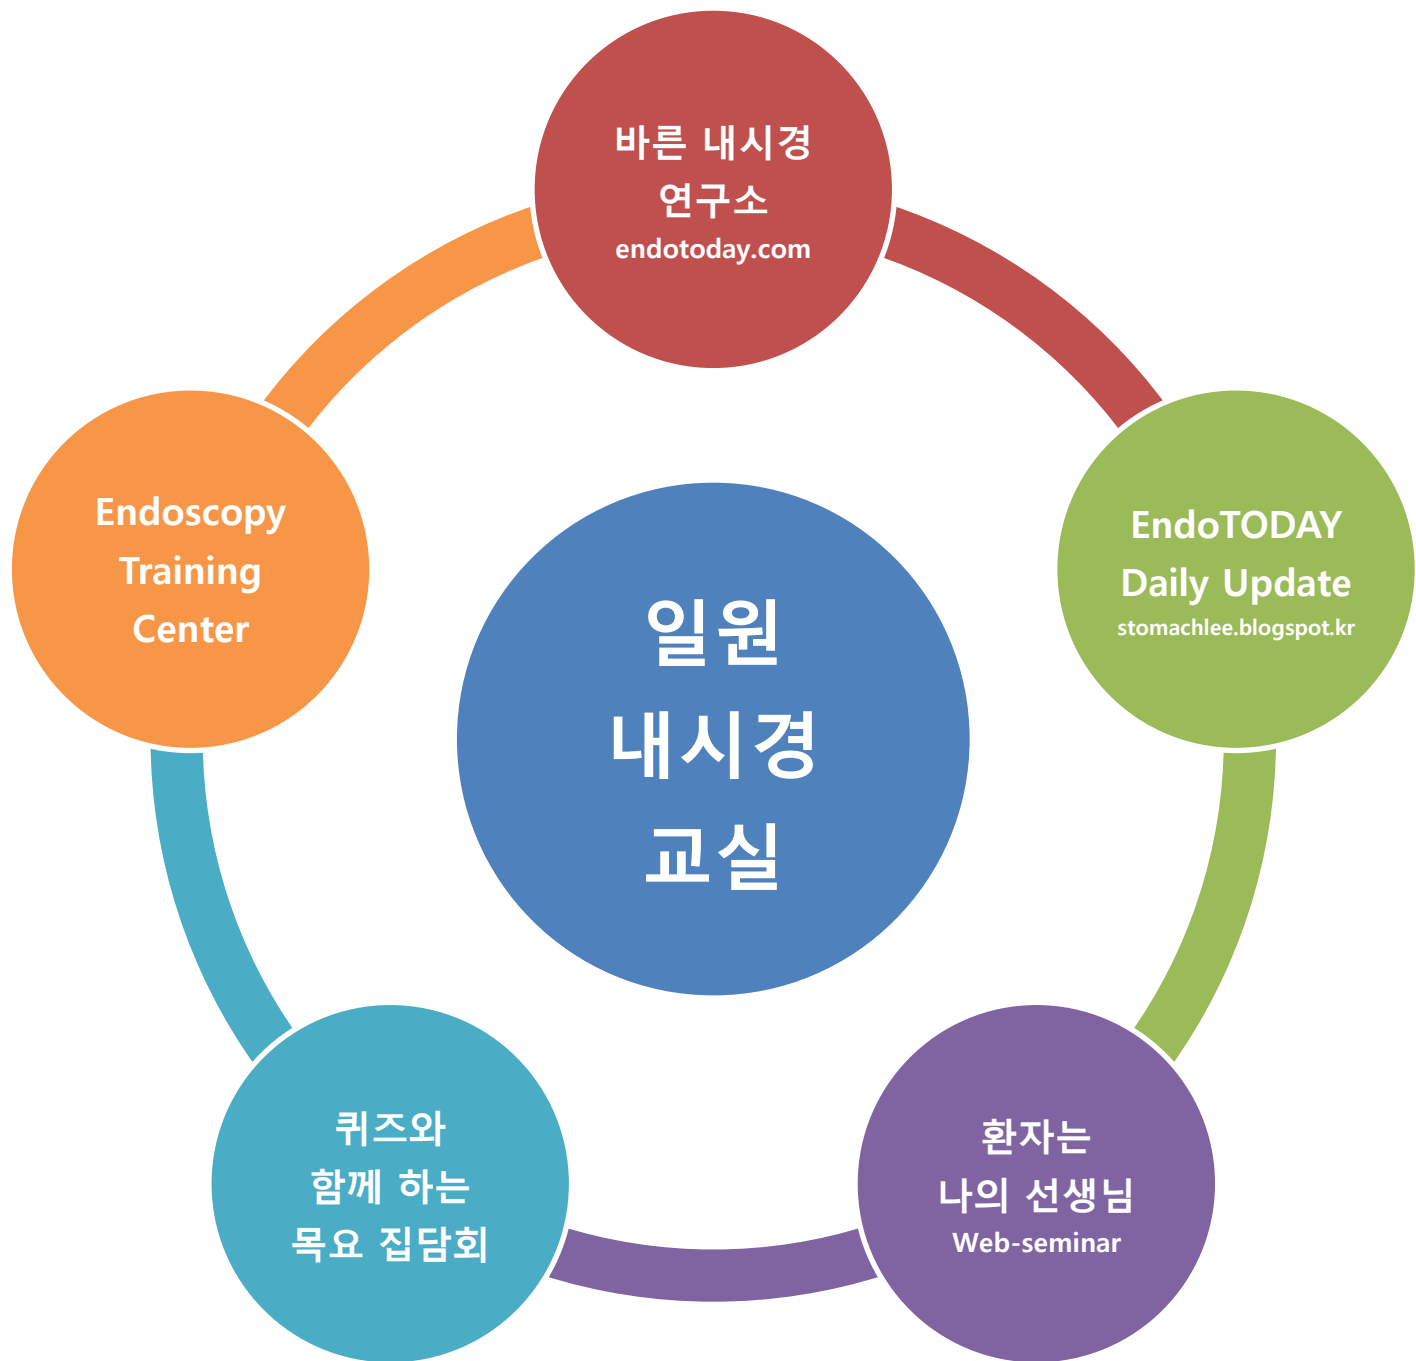 바른 내시경
연구소
endotoday.com
Endoscopy
Training
Center
EndoTODAY
Daily Update
stomachlee.blogspot.kr
일원
내시경
교실
퀴즈와
함께 하는
목요 집담회
환자는
나의 선생님
Web-seminar